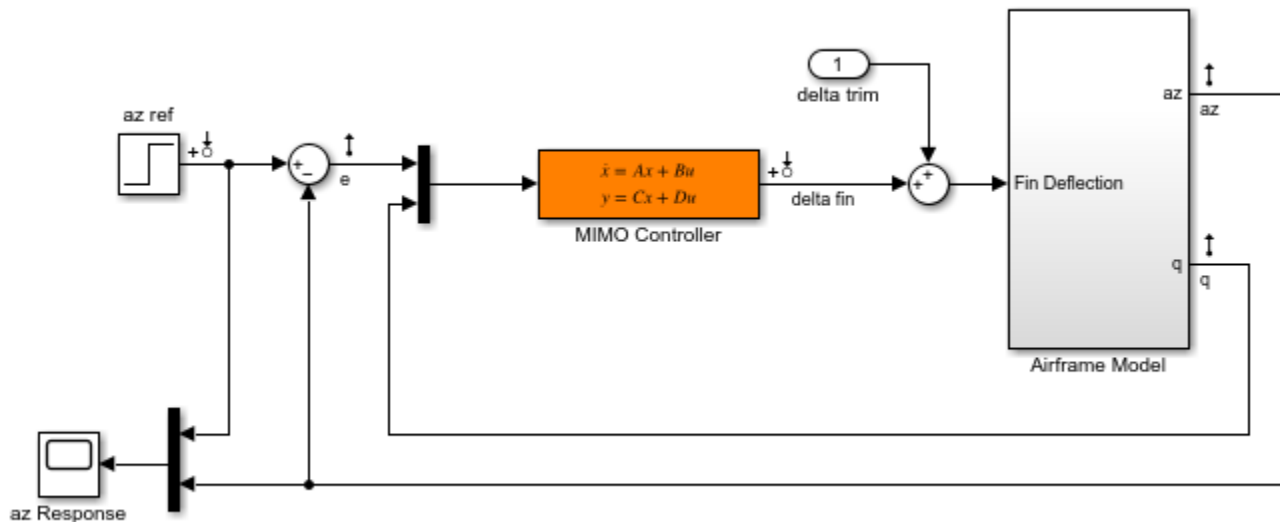 az ref
e
ẋ = Ax + Bu
y = Cx + Du
MIMO Controller
1
delta trim
delta fin
Fin Deflection
az
az
q
q
Airframe Model
az Response